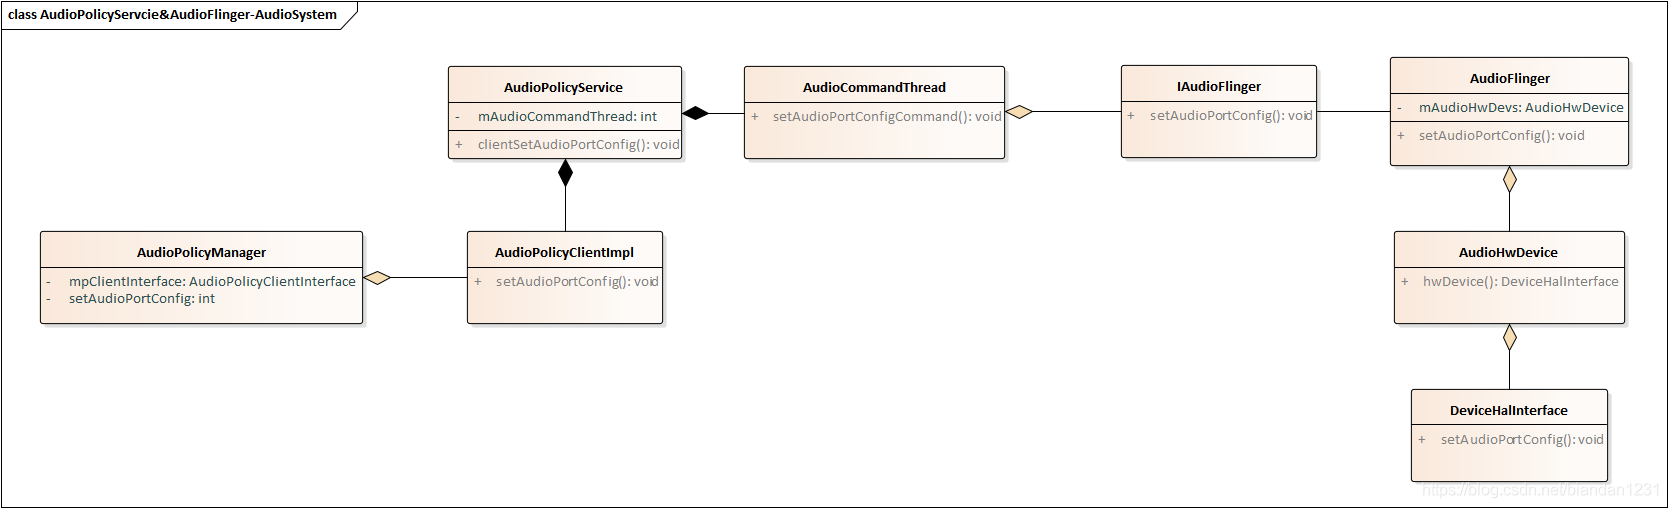 class AudioPolicyServcie&AudioFlinger-AudioSystem
AudioPolicyService
- mAudioCommandThread: int
+ clientSetAudioPortConfig(): void
AudioCommandThread
+ setAudioPortConfigCommand(): void
IAudioFlinger
+ setAudioPortConfig(): void
AudioFlinger
- mAudioHwDevs: AudioHwDevice
+ setAudioPortConfig(): void
AudioPolicyManager
- mpClientInterface: AudioPolicyClientInterface
- setAudioPortConfig: int
AudioPolicyClientImpl
+ setAudioPortConfig(): void
AudioHwDevice
+ hwDevice(): DeviceHalInterface
DeviceHalInterface
+ setAudioPortConfig(): void
https://blog.csdn.net/biandan1231